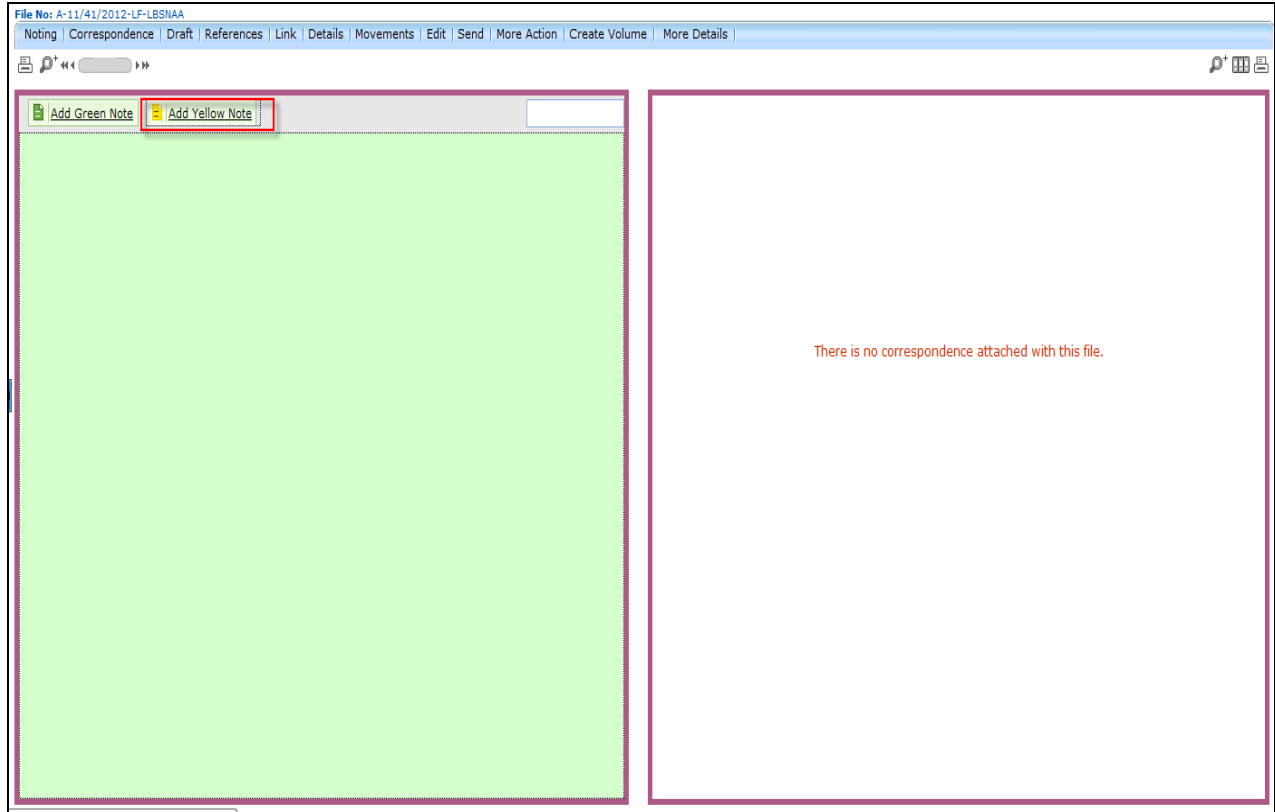 File No: A-11/41/2012-LF-LBSNAA
Noting | Correspondence | Draft | References | Link | Details | Movements | Edit | Send | More Action | Create Volume | More Details |
Add Green Note Add Yellow Note
There is no correspondence attached with this file.